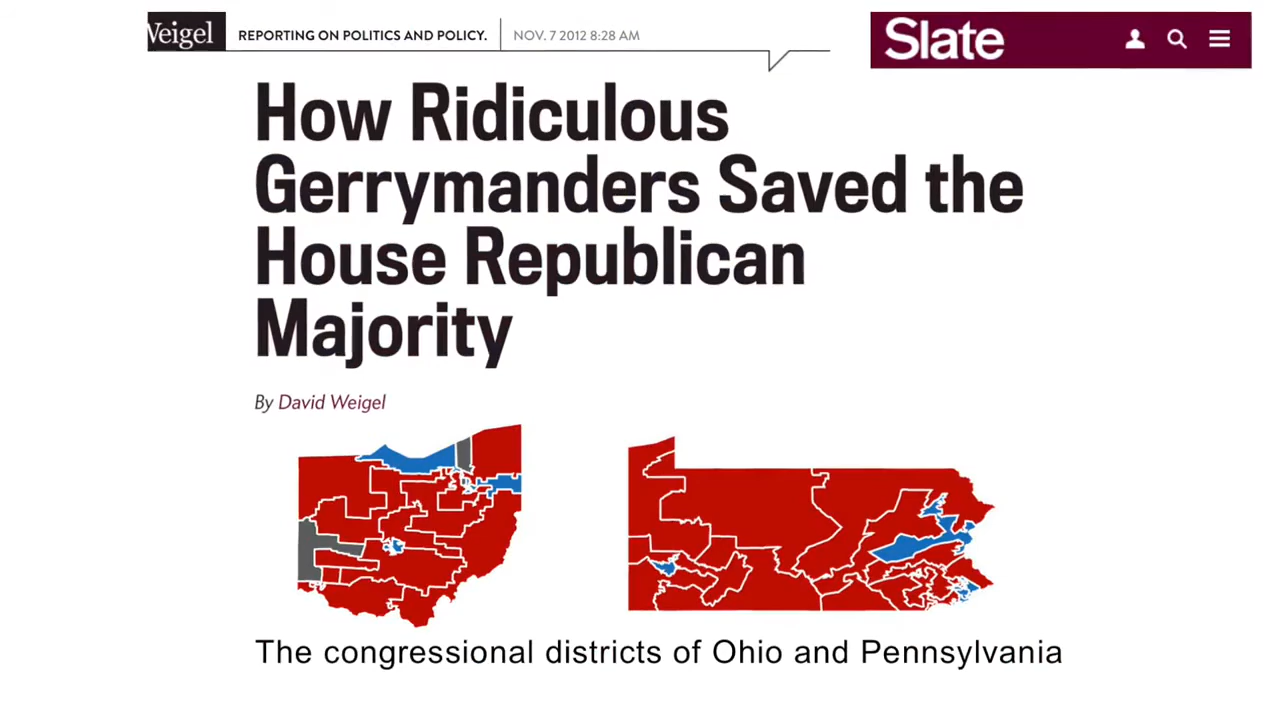 Weigel REPORTING ON POLITICS AND POLICY. NOV. 7 2012 8:28 AM
Slate
How Ridiculous
Gerrymanders Saved the
House Republican
Majority
By David Weigel
The congressional districts of Ohio and Pennsylvania